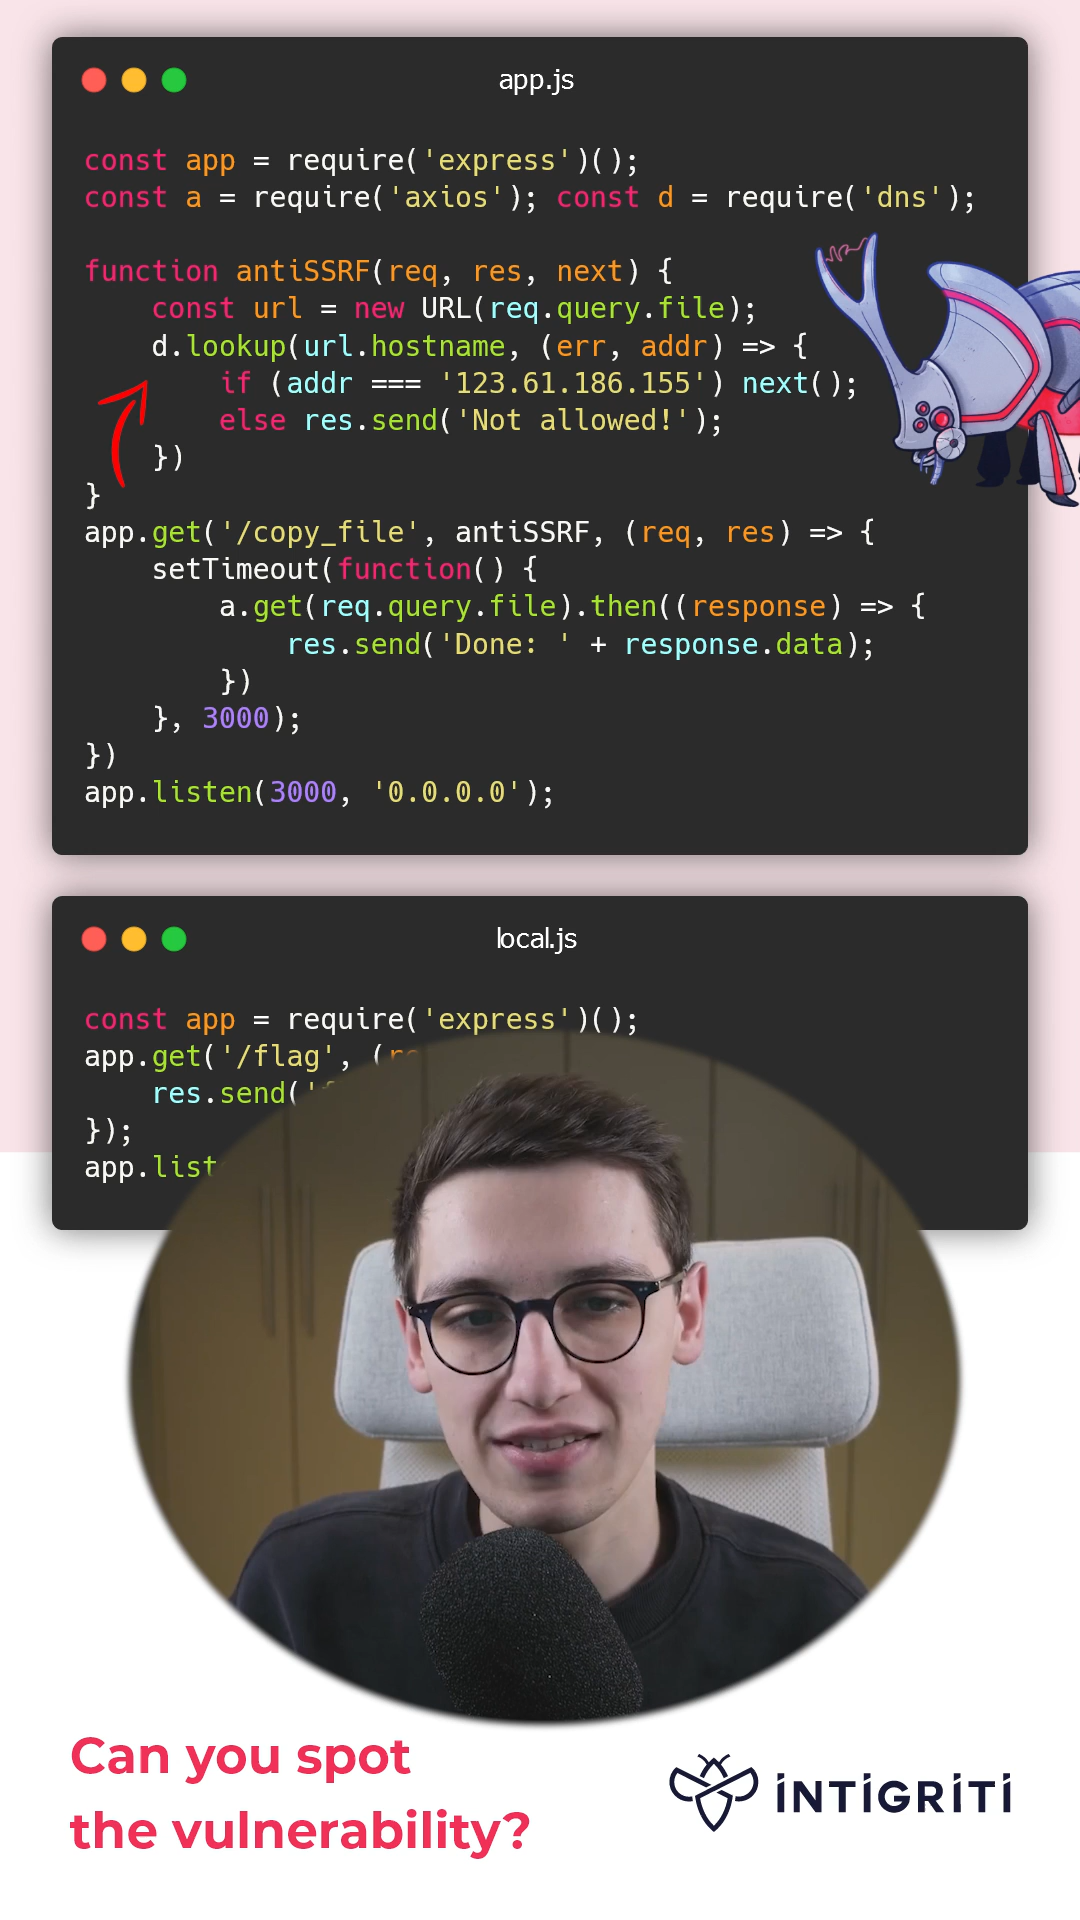 app.js
const app = require('express')();
const a = require('axios'); const d = require('dns');
function antiSSRF(req, res, next) {
    const url = new URL(req.query.file);
    d.lookup(url.hostname, (err, addr) => {
        if (addr === '123.61.186.155') next();
        else res.send('Not allowed!');
    })
}
app.get('/copy_file', antiSSRF, (req, res) => {
    setTimeout(function() {
        a.get(req.query.file).then((response) => {
            res.send('Done: ' + response.data);
        })
    }, 3000);
})
app.listen(3000, '0.0.0.0');
local.js
const app = require('express')();
app.get('/flag', (
    res.send('
});
app.list
Can you spot
the vulnerability?
INTIGRITI